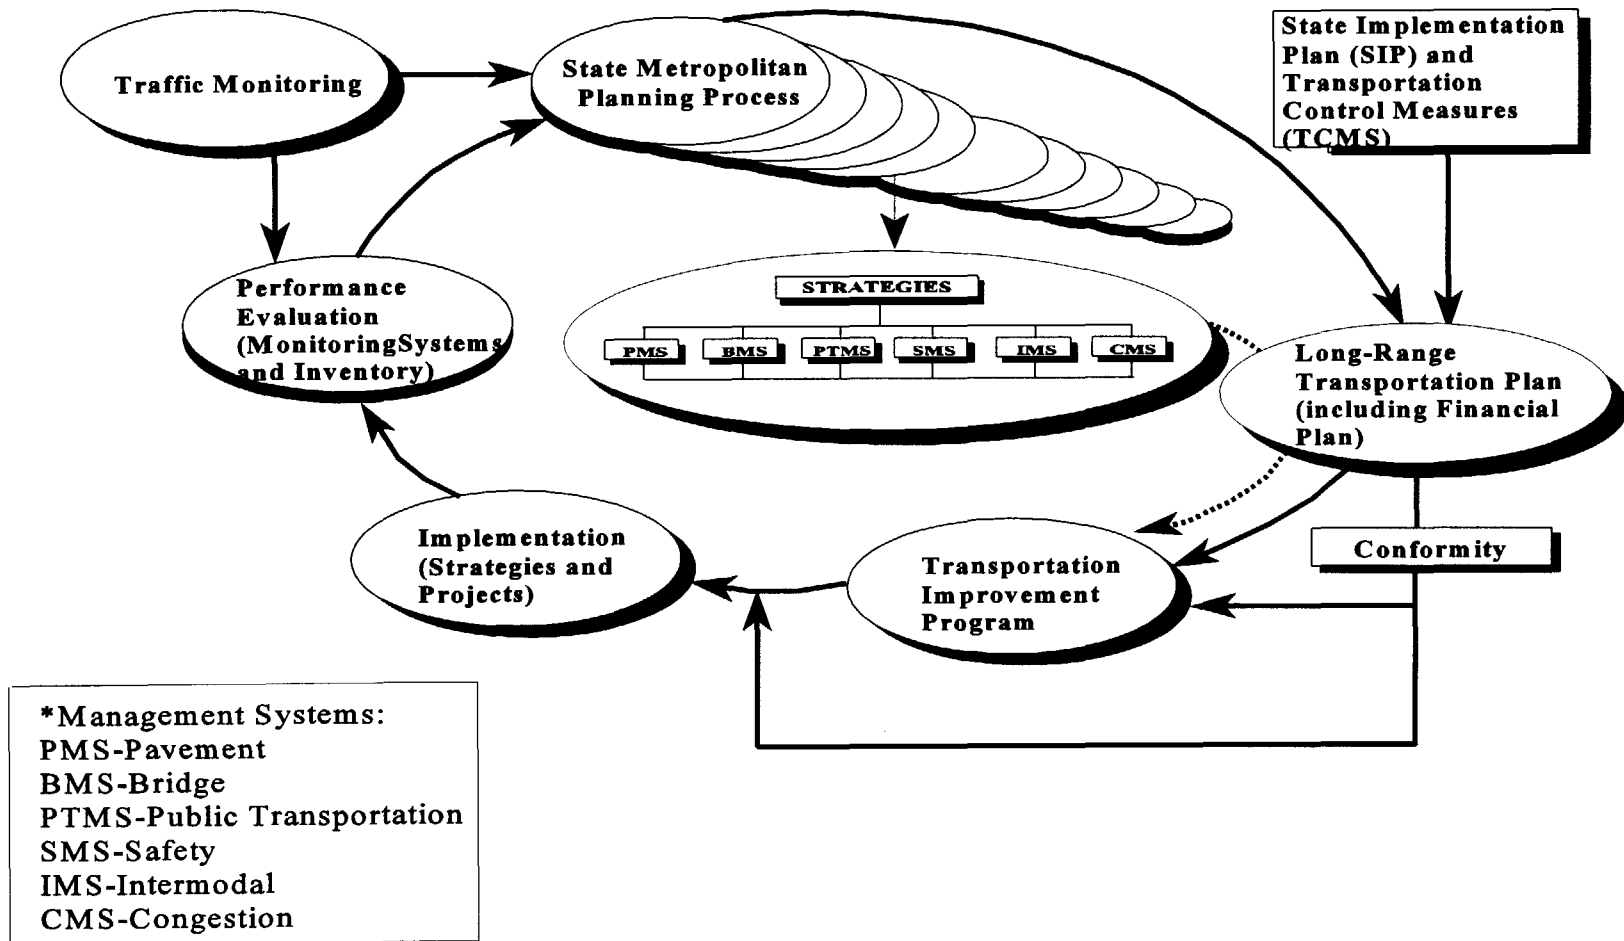 Traffic Monitoring
State Metropolitan
Planning Process
State Implementation
Plan (SIP) and
Transportation
Control Measures
(TCMS)
Performance
Evaluation
(MonitoringSystems
and Inventory)
STRATEGIES
PMS
BMS
PTMS
SMS
IMS
CMS
Long-Range
Transportation Plan
(including Financial
Plan)
Implementation
(Strategies and
Projects)
Transportation
Improvement
Program
Conformity
*Management Systems:
PMS-Pavement
BMS-Bridge
PTMS-Public Transportation
SMS-Safety
IMS-Intermodal
CMS-Congestion